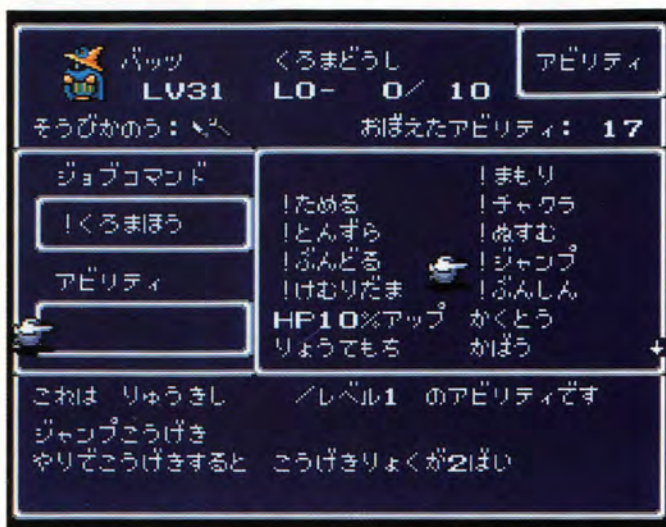 バッツ くろまどうし アビリティ
LV31 L0- 0/ 10
そうびかのう: おぼえたアビリティ: 17
ジョブコマンド
!くろまほう
アビリティ
!まもり
!ためる !チャクラ
!とんずら !ぬすむ
!ぶんどる !ジャンプ
!けむりだま !ぶんしん
HP10%アップ かくとう
りょうてもち かばう
これは りゅうきし /レベル1 のアビリティです
ジャンプこうげき
やりでこうげきすると こうげきりょくが2ばい